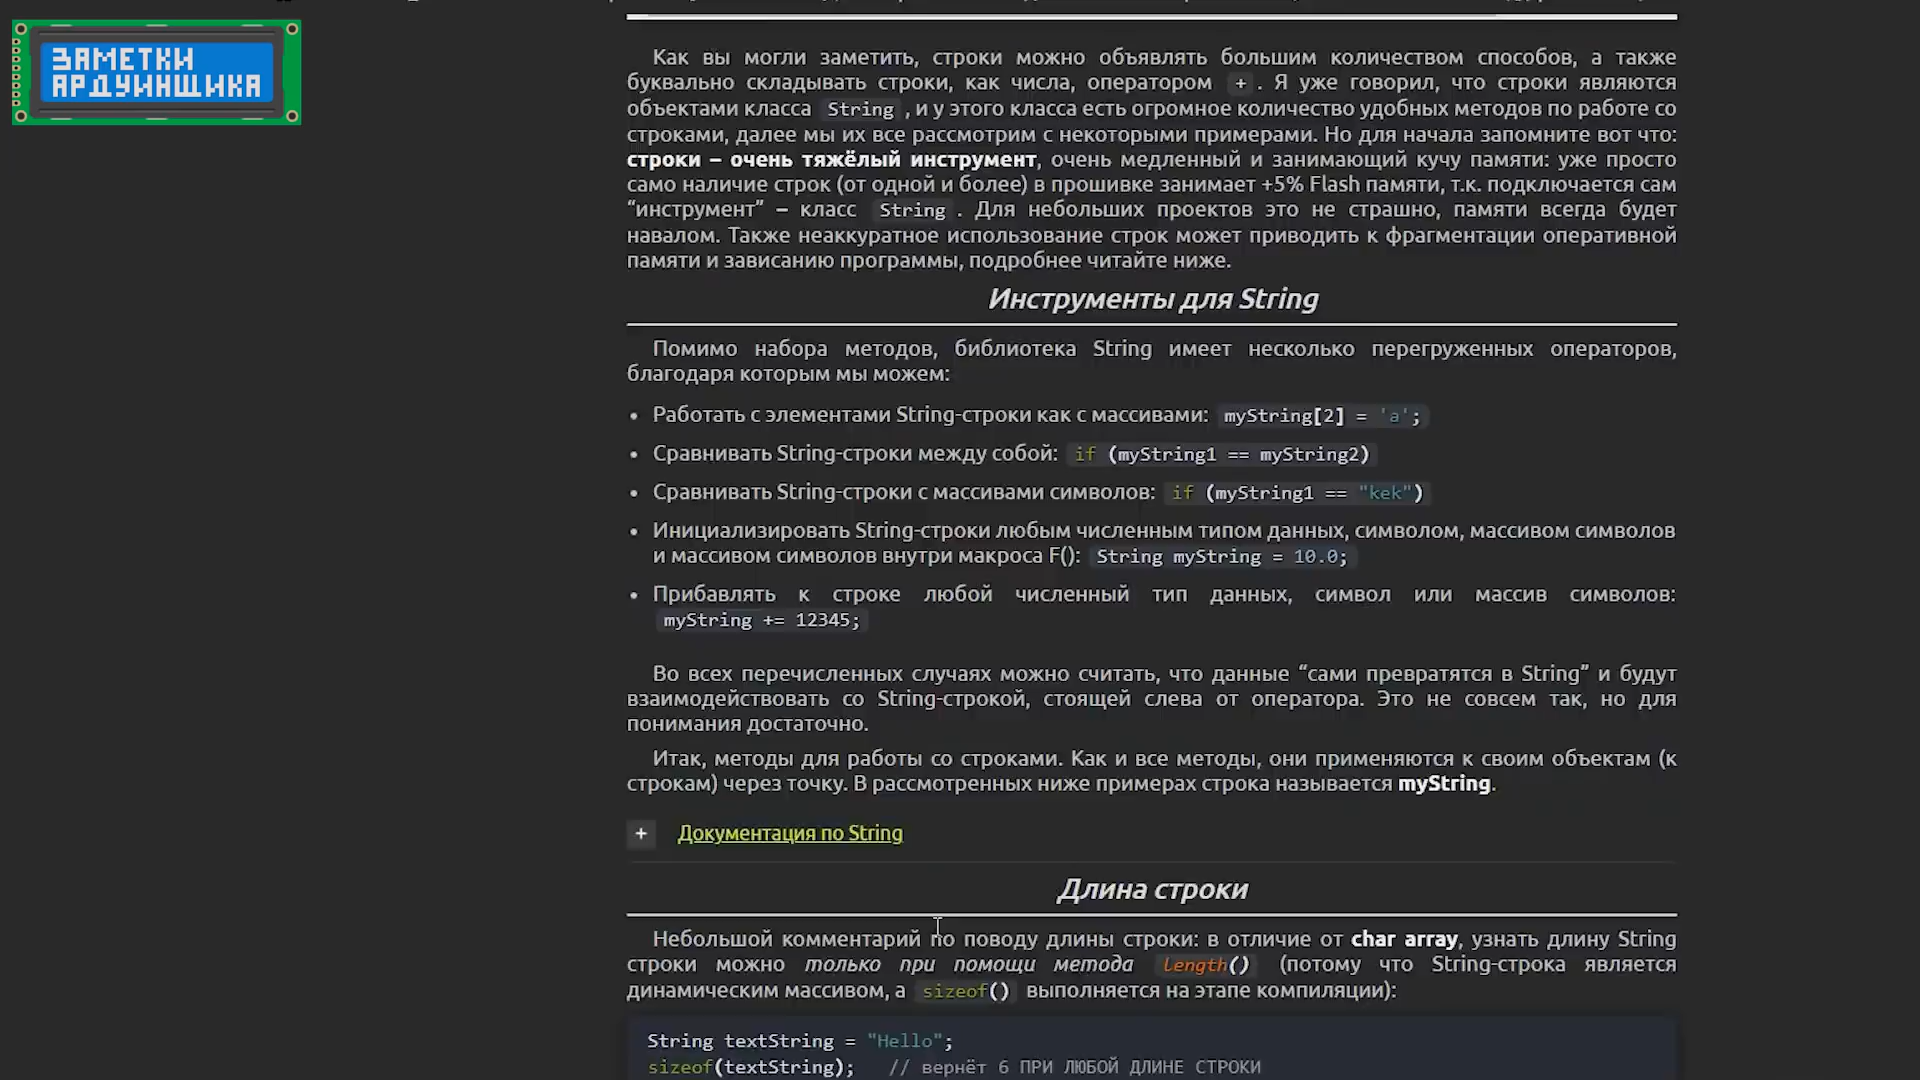 ЗАМЕТКИ
АРДУИНЩИКА
Как вы могли заметить, строки можно объявлять большим количеством способов, а также
буквально складывать строки, как числа, оператором + . Я уже говорил, что строки являются
объектами класса String , и у этого класса есть огромное количество удобных методов по работе со
строками, далее мы их все рассмотрим с некоторыми примерами. Но для начала запомните вот что:
строки – очень тяжёлый инструмент, очень медленный и занимающий кучу памяти: уже просто
само наличие строк (от одной и более) в прошивке занимает +5% Flash памяти, т.к. подключается сам
“инструмент” – класс String . Для небольших проектов это не страшно, памяти всегда будет
навалом. Также неаккуратное использование строк может приводить к фрагментации оперативной
памяти и зависанию программы, подробнее читайте ниже.
Инструменты для String
Помимо набора методов, библиотека String имеет несколько перегруженных операторов,
благодаря которым мы можем:
• Работать с элементами String-строки как с массивами: myString[2] = 'a';
• Сравнивать String-строки между собой: if (myString1 == myString2)
• Сравнивать String-строки с массивами символов: if (myString1 == "kek")
• Инициализировать String-строки любым численным типом данных, символом, массивом символов
и массивом символов внутри макроса F(): String myString = 10.0;
• Прибавлять к строке любой численный тип данных, символ или массив символов:
myString += 12345;
Во всех перечисленных случаях можно считать, что данные “сами превратятся в String” и будут
взаимодействовать со String-строкой, стоящей слева от оператора. Это не совсем так, но для
понимания достаточно.
Итак, методы для работы со строками. Как и все методы, они применяются к своим объектам (к
строкам) через точку. В рассмотренных ниже примерах строка называется myString.
+ Документация по String
Длина строки
Небольшой комментарий по поводу длины строки: в отличие от char array, узнать длину String
строки можно только при помощи метода length() (потому что String-строка является
динамическим массивом, а sizeof() выполняется на этапе компиляции):
String textString = "Hello";
sizeof(textString); // вернёт 6 ПРИ ЛЮБОЙ ДЛИНЕ СТРОКИ